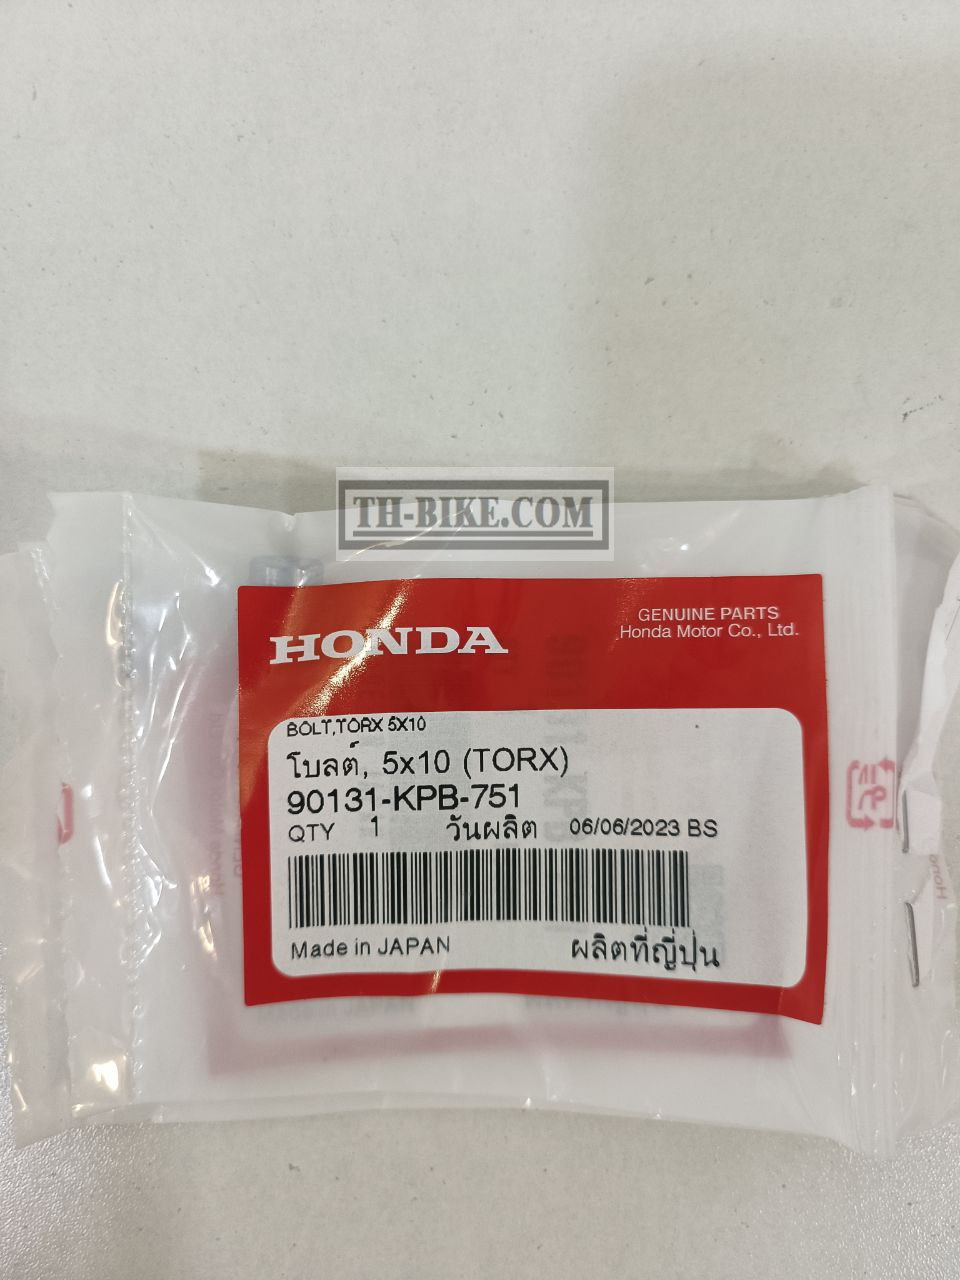 TH-BIKE.COM
HONDA
GENUINE PARTS
Honda Motor Co., Ltd.
BOLT,TORX 5X10
โบลต์, 5x10 (TORX)
90131-KPB-751
QTY 1 วันผลิต 06/06/2023 BS
Made in JAPAN ผลิตที่ญี่ปุ่น